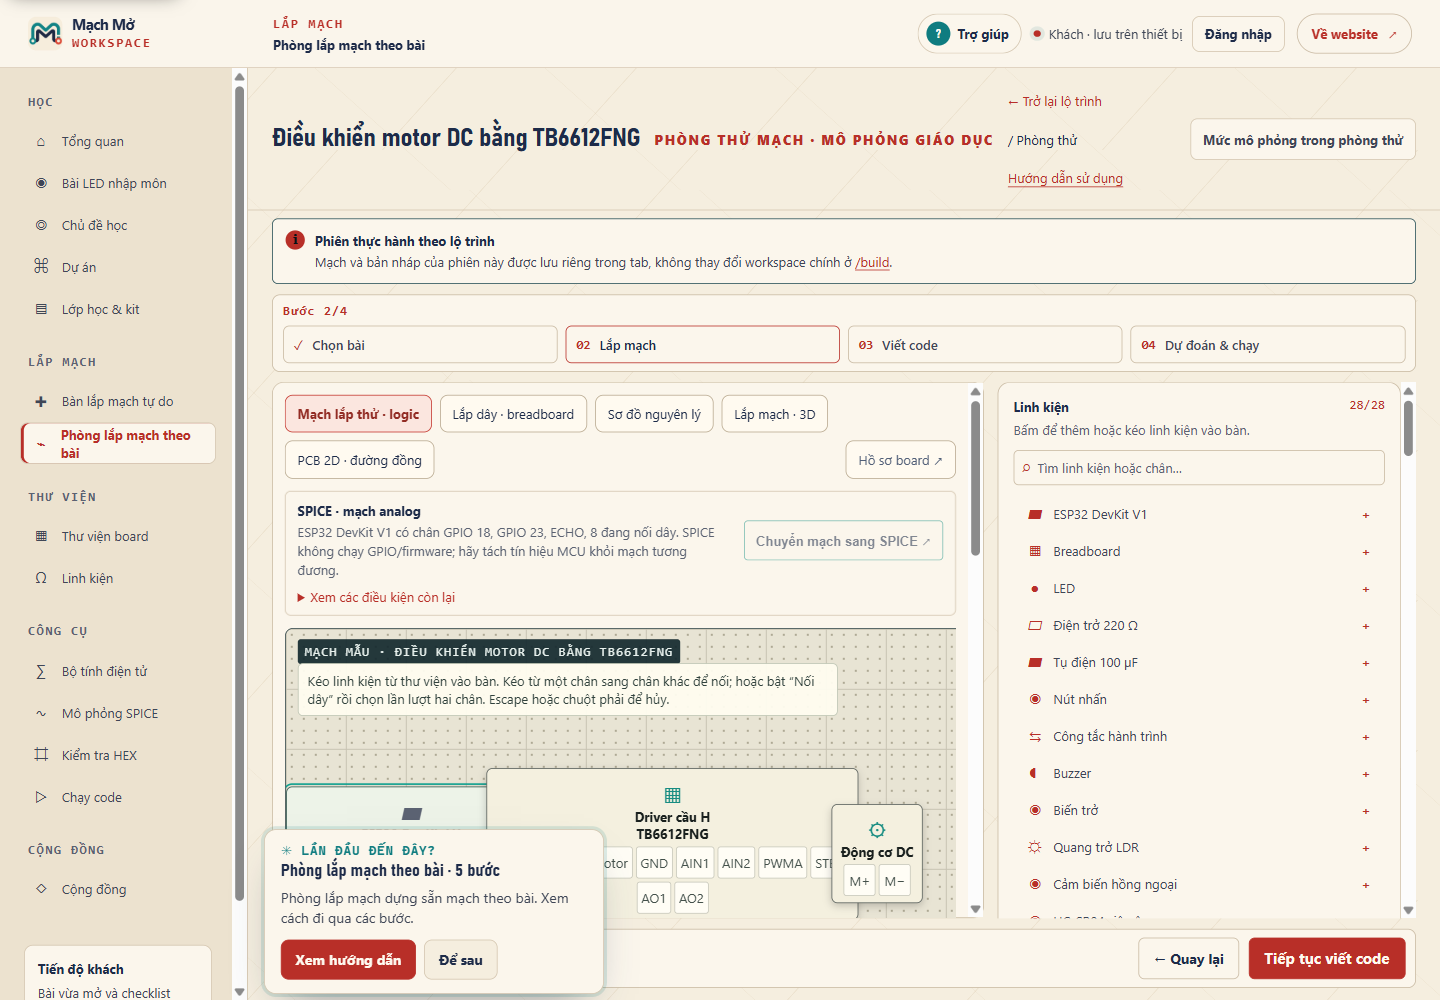 Mạch Mở
WORKSPACE
LẮP MẠCH
Phòng lắp mạch theo bài
? Trợ giúp
Khách · lưu trên thiết bị
Đăng nhập
Về website ↗
HỌC
Tổng quan
Bài LED nhập môn
Chủ đề học
Dự án
Lớp học & kit
LẮP MẠCH
Bàn lắp mạch tự do
Phòng lắp mạch theo
bài
THƯ VIỆN
Thư viện board
Linh kiện
CÔNG CỤ
Bộ tính điện tử
Mô phỏng SPICE
Kiểm tra HEX
Chạy code
CỘNG ĐỒNG
Cộng đồng
Tiến độ khách
Bài vừa mở và checklist
Điều khiển motor DC bằng TB6612FNG
PHÒNG THỬ MẠCH · MÔ PHỎNG GIÁO DỤC
← Trở lại lộ trình
/ Phòng thử
Hướng dẫn sử dụng
Mức mô phỏng trong phòng thử
Phiên thực hành theo lộ trình
Mạch và bản nháp của phiên này được lưu riêng trong tab, không thay đổi workspace chính ở /build.
Bước 2/4
✓ Chọn bài
02 Lắp mạch
03 Viết code
04 Dự đoán & chạy
Mạch lắp thử · logic
Lắp dây · breadboard
Sơ đồ nguyên lý
Lắp mạch · 3D
PCB 2D · đường đồng
Hồ sơ board ↗
SPICE · mạch analog
ESP32 DevKit V1 có chân GPIO 18, GPIO 23, ECHO, 8 đang nối dây. SPICE
không chạy GPIO/firmware; hãy tách tín hiệu MCU khỏi mạch tương
đương.
▶ Xem các điều kiện còn lại
Chuyển mạch sang SPICE ↗
MẠCH MẪU · ĐIỀU KHIỂN MOTOR DC BẰNG TB6612FNG
Kéo linh kiện từ thư viện vào bàn. Kéo từ một chân sang chân khác để nối; hoặc bật “Nối
dây” rồi chọn lần lượt hai chân. Escape hoặc chuột phải để hủy.
Driver cầu H
TB6612FNG
GND
AIN1
AIN2
PWMA
AO1
AO2
Động cơ DC
M+
M−
✳ LẦN ĐẦU ĐẾN ĐÂY?
Phòng lắp mạch theo bài · 5 bước
Phòng lắp mạch dựng sẵn mạch theo bài. Xem
cách đi qua các bước.
Xem hướng dẫn
Để sau
Linh kiện
28/28
Bấm để thêm hoặc kéo linh kiện vào bàn.
Tìm linh kiện hoặc chân...
ESP32 DevKit V1 +
Breadboard +
LED +
Điện trở 220 Ω +
Tụ điện 100 µF +
Nút nhấn +
Công tắc hành trình +
Buzzer +
Biến trở +
Quang trở LDR +
Cảm biến hồng ngoại +
← Quay lại
Tiếp tục viết code